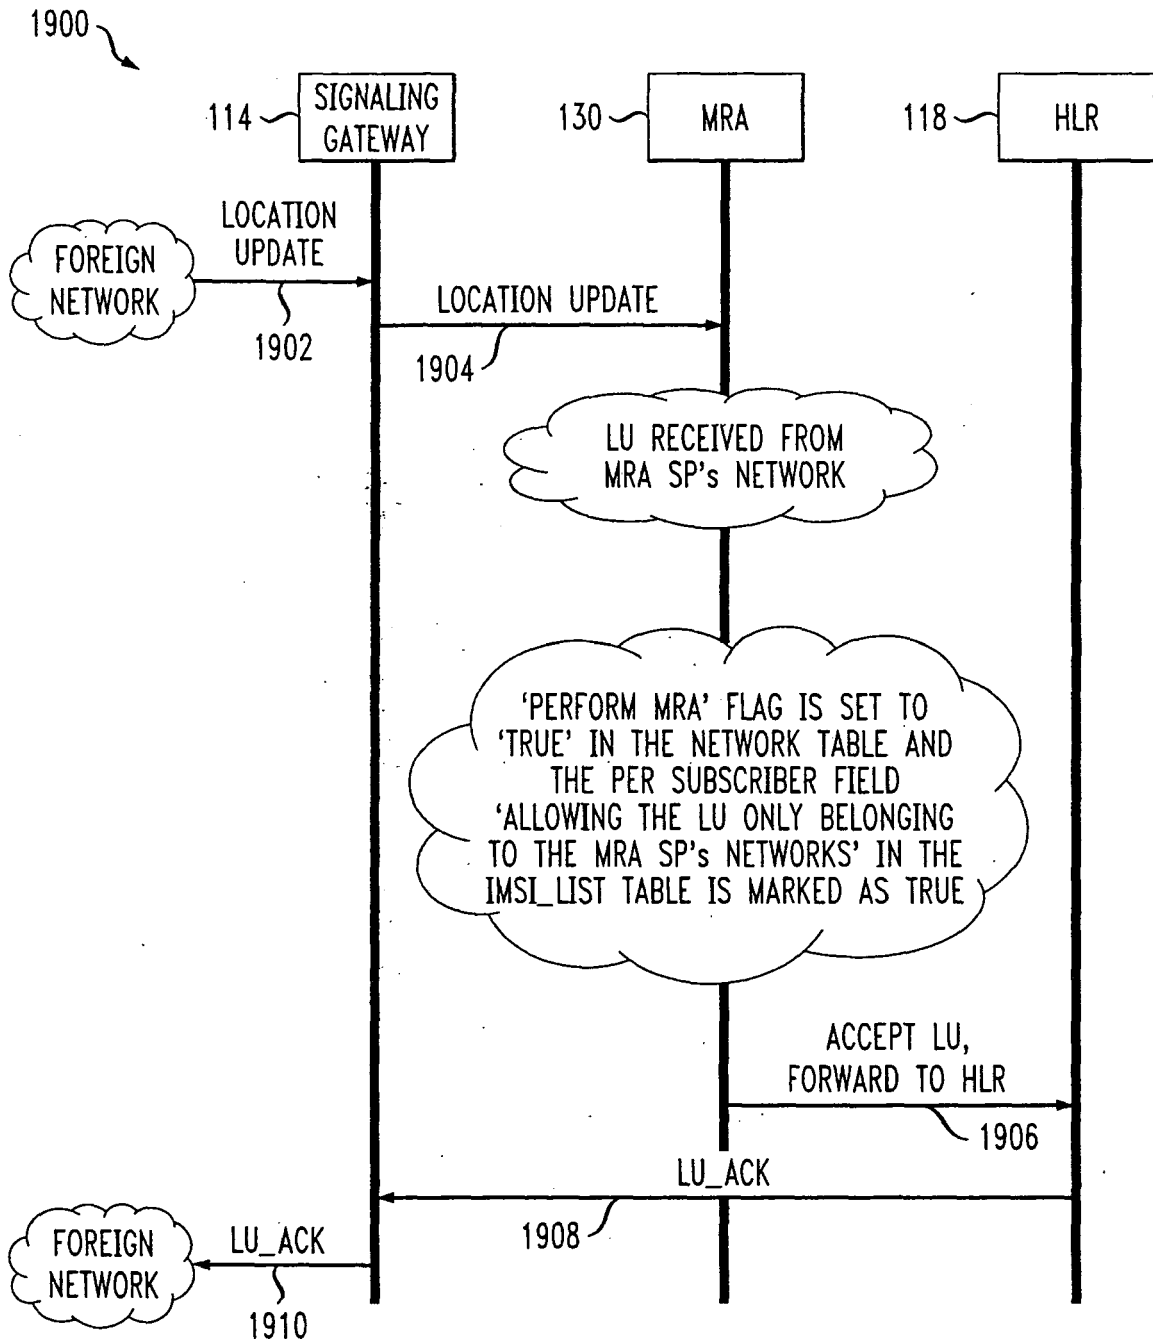 1900
114
SIGNALING
GATEWAY
130
MRA
118
HLR
LOCATION
UPDATE
FOREIGN
NETWORK
1902
LOCATION UPDATE
1904
LU RECEIVED FROM
MRA SP's NETWORK
‘PERFORM MRA’ FLAG IS SET TO
‘TRUE’ IN THE NETWORK TABLE AND
THE PER SUBSCRIBER FIELD
‘ALLOWING THE LU ONLY BELONGING
TO THE MRA SP's NETWORKS’ IN THE
IMSI_LIST TABLE IS MARKED AS TRUE
ACCEPT LU,
FORWARD TO HLR
1906
LU_ACK
1908
FOREIGN
NETWORK
LU_ACK
1910